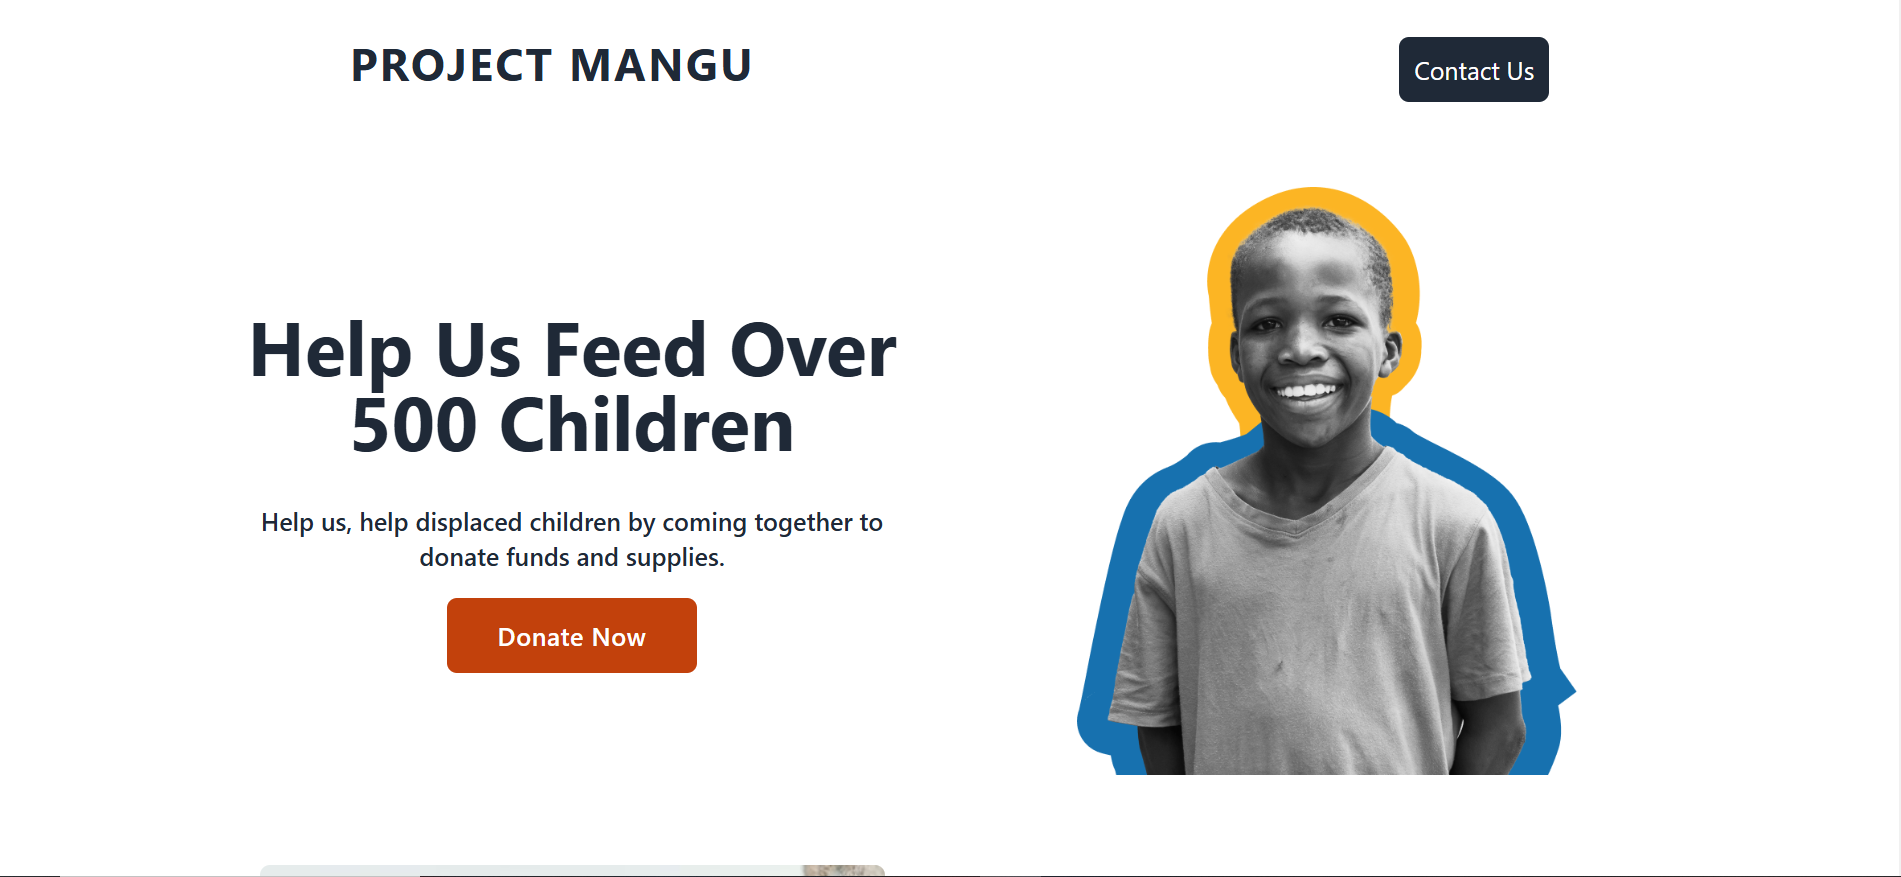 PROJECT MANGU
Contact Us
Help Us Feed Over
500 Children
Help us, help displaced children by coming together to
donate funds and supplies.
Donate Now